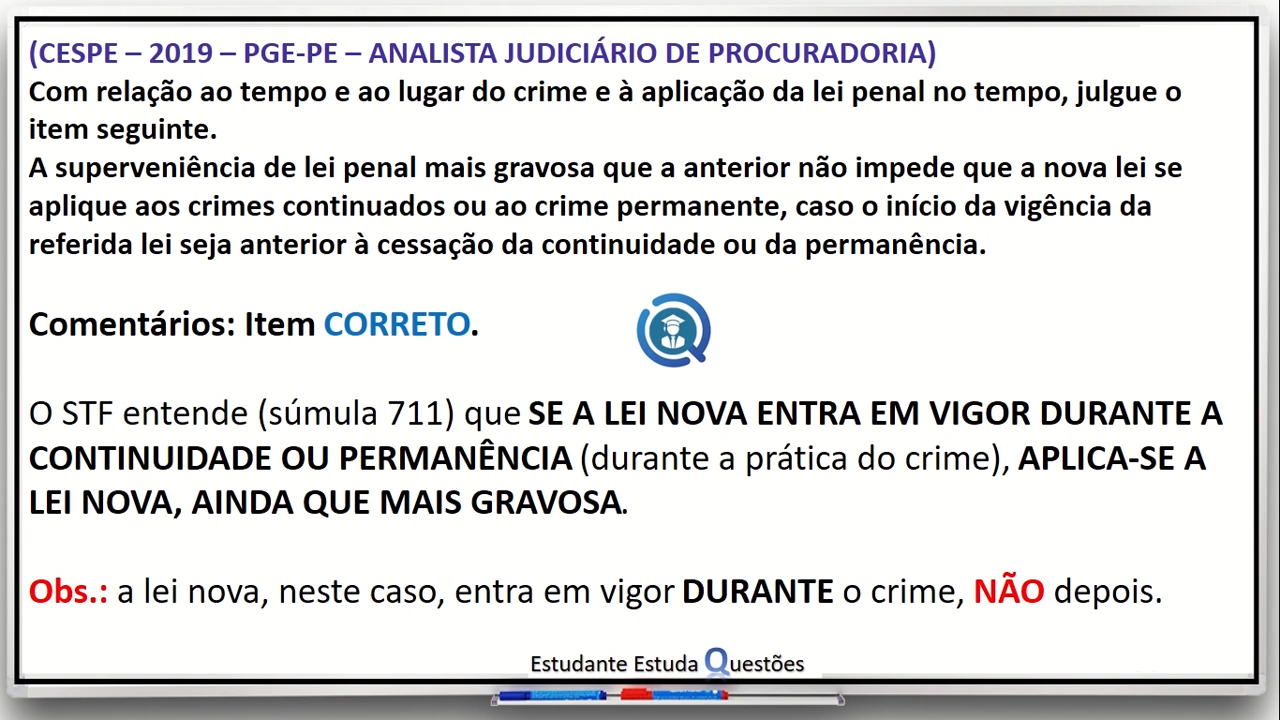 (CESPE – 2019 – PGE-PE – ANALISTA JUDICIÁRIO DE PROCURADORIA)
Com relação ao tempo e ao lugar do crime e à aplicação da lei penal no tempo, julgue o
item seguinte.
A superveniência de lei penal mais gravosa que a anterior não impede que a nova lei se
aplique aos crimes continuados ou ao crime permanente, caso o início da vigência da
referida lei seja anterior à cessação da continuidade ou da permanência.
Comentários: Item CORRETO.
O STF entende (súmula 711) que SE A LEI NOVA ENTRA EM VIGOR DURANTE A
CONTINUIDADE OU PERMANÊNCIA (durante a prática do crime), APLICA-SE A
LEI NOVA, AINDA QUE MAIS GRAVOSA.
Obs.: a lei nova, neste caso, entra em vigor DURANTE o crime, NÃO depois.
Estudante Estuda Questões